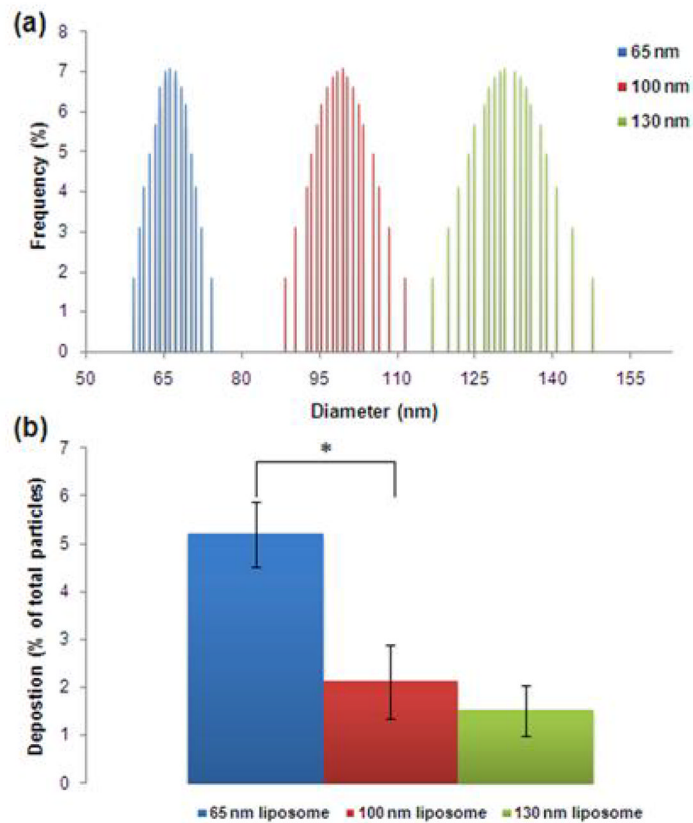 (a)
8
7
6
5
4
3
2
1
0
Frequency (%)
50 65 80 95 110 125 140 155
Diameter (nm)
65 nm
100 nm
130 nm
(b)
7
6
5
4
3
2
1
0
Depostion (% of total particles)
*
65 nm liposome 100 nm liposome 130 nm liposome